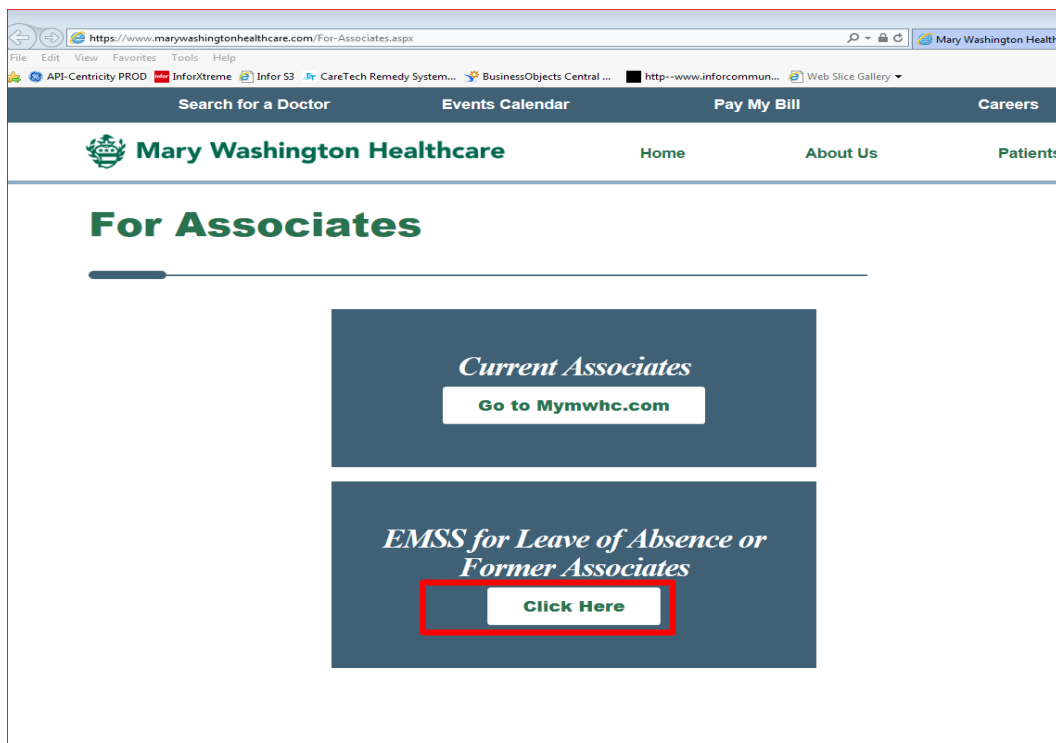 https://www.marywashingtonhealthcare.com/For-Associates.aspx
Mary Washington Health
File Edit View Favorites Tools Help
API-Centricity PROD infor InforXtreme Infor S3 CareTech Remedy System... BusinessObjects Central ... http--www.inforcommun... Web Slice Gallery
Search for a Doctor Events Calendar Pay My Bill Careers
Mary Washington Healthcare Home About Us Patients
For Associates
Current Associates
Go to Mymwhc.com
EMSS for Leave of Absence or
Former Associates
Click Here